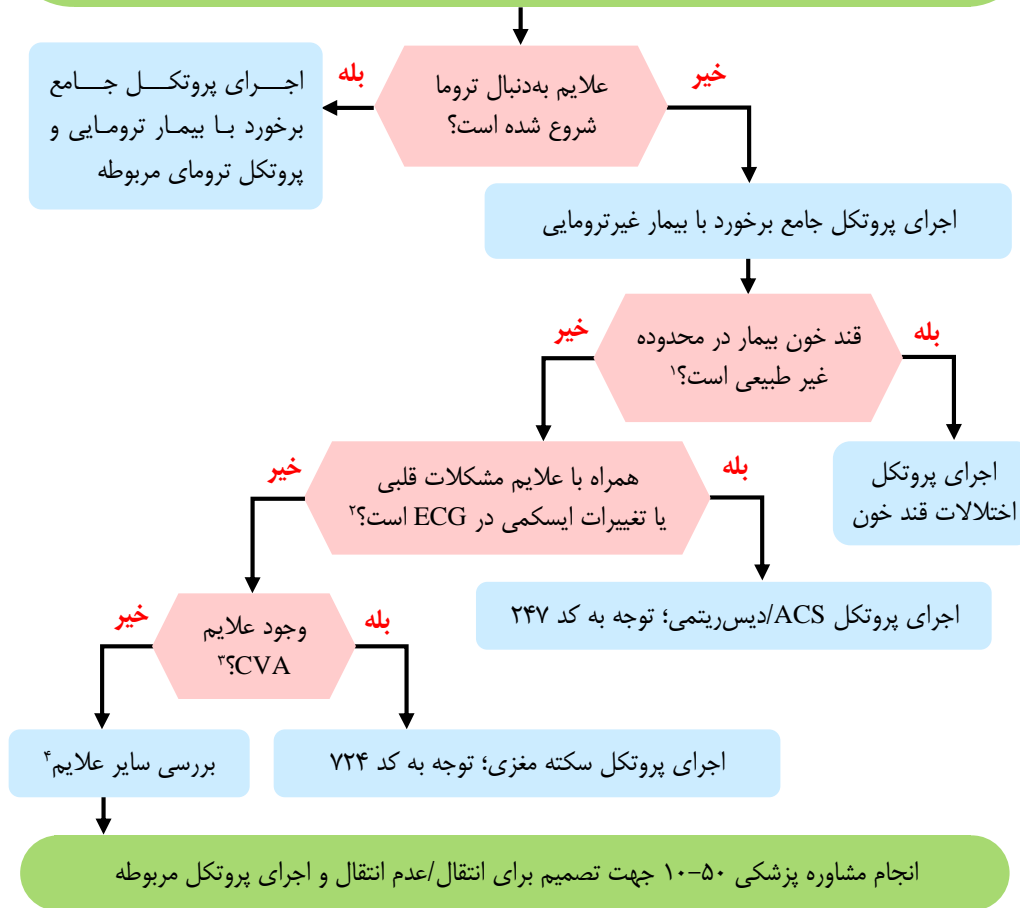 علایم به‌دنبال تروما
شروع شده است؟
بله
خیر
اجرای پروتکل جامع
برخورد با بیمار ترومایی و
پروتکل ترومای مربوطه
اجرای پروتکل جامع برخورد با بیمار غیرترومایی
قند خون بیمار در محدوده
غیر طبیعی است؟۱
بله
خیر
اجرای پروتکل
اختلالات قند خون
همراه با علایم مشکلات قلبی
یا تغییرات ایسکمی در ECG است؟۲
بله
خیر
اجرای پروتکل ACS/دیس‌ریتمی؛ توجه به کد ۲۴۷
وجود علایم
CVA؟۳
بله
خیر
اجرای پروتکل سکته مغزی؛ توجه به کد ۷۲۴
بررسی سایر علایم۴
انجام مشاوره پزشکی ۵۰-۱۰ جهت تصمیم برای انتقال/عدم انتقال و اجرای پروتکل مربوطه